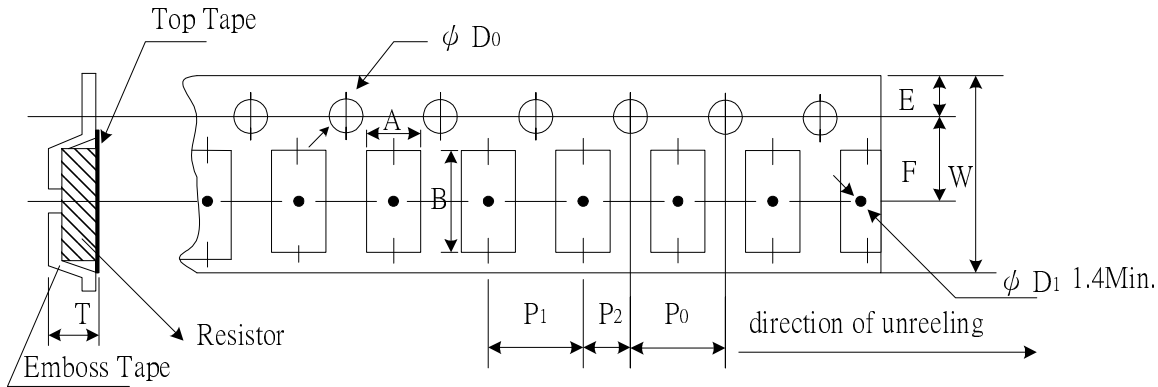 Top Tape
ϕ D0
A
E
B
F
W
ϕ D1 1.4Min.
T
P1
P2
P0
direction of unreeling
Resistor
Emboss Tape